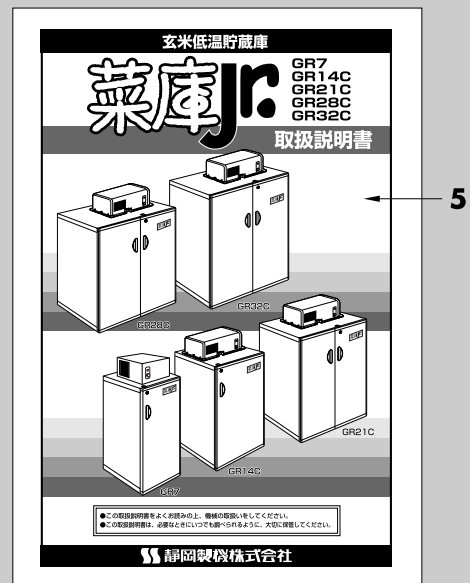 玄米低温貯蔵庫
菜庫Jr.
GR7
GR14C
GR21C
GR28C
GR32C
取扱説明書
5
GR28C
GR32C
GR7
GR14C
GR21C
●この取扱説明書をよくお読みの上、機械の取扱いをしてください。
●この取扱説明書は、必要なときにいつでも調べられるように、大切に保管してください。
静岡製機株式会社